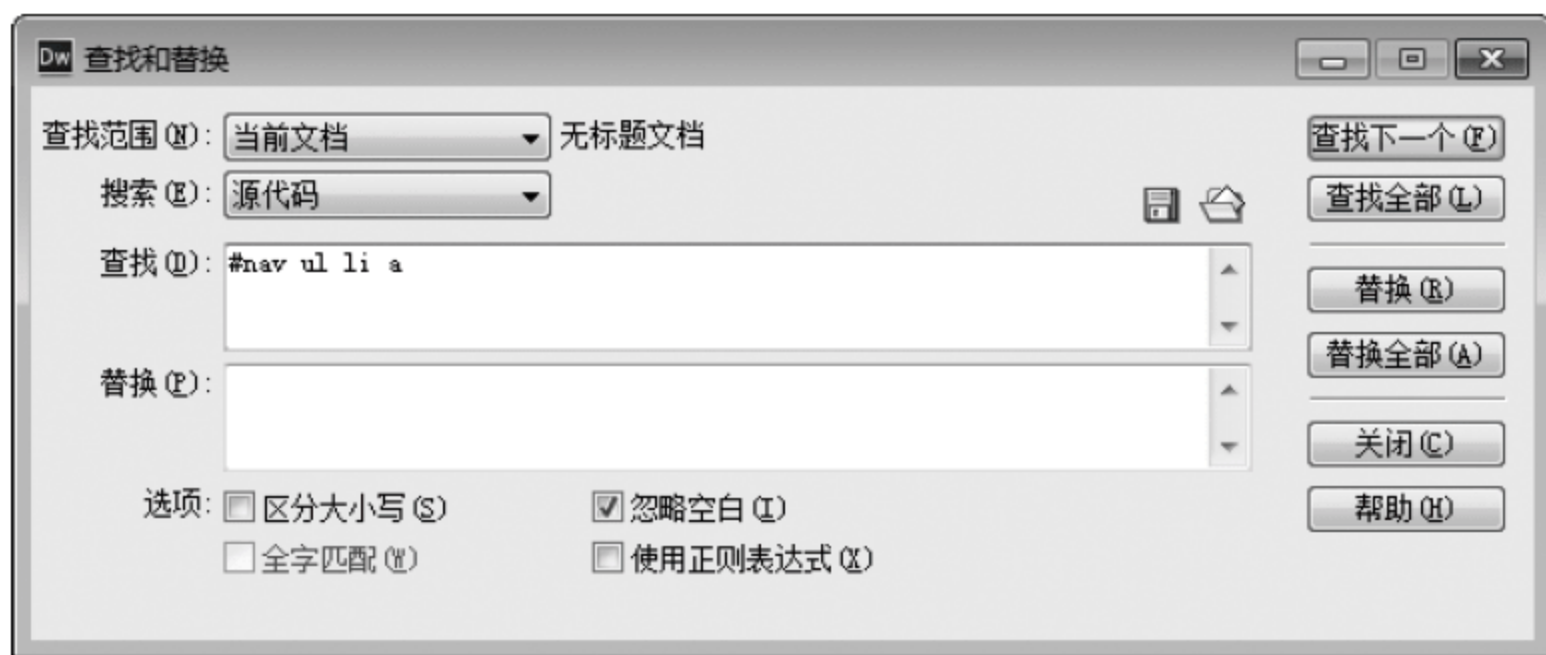 Dw 查找和替换
查找范围(N): 当前文档 无标题文档 查找下一个(F)
搜索(E): 源代码 查找全部(L)
查找(D): #nav ul li a
替换(R)
替换全部(A)
替换(P):
关闭(C)
选项: 区分大小写(S) 忽略空白(I) 帮助(H)
全字匹配(W) 使用正则表达式(X)